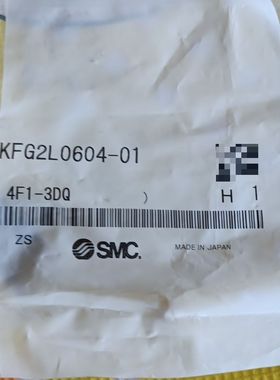 KFG2L0604-01
4F1-3DQ ) H 1
ZS SMC. MADE IN JAPAN